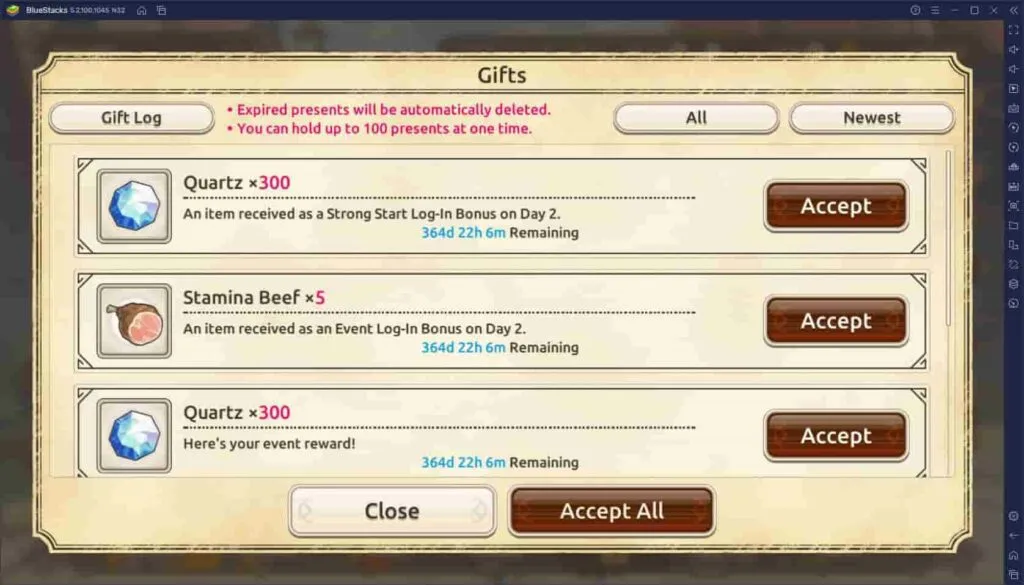 BlueStacks 5.2.100.1045 N32
Gifts
Gift Log
• Expired presents will be automatically deleted.
• You can hold up to 100 presents at one time.
All
Newest
Quartz ×300
An item received as a Strong Start Log-In Bonus on Day 2.
364d 22h 6m Remaining
Accept
Stamina Beef ×5
An item received as an Event Log-In Bonus on Day 2.
364d 22h 6m Remaining
Accept
Quartz ×300
Here's your event reward!
364d 22h 6m Remaining
Accept
Close
Accept All